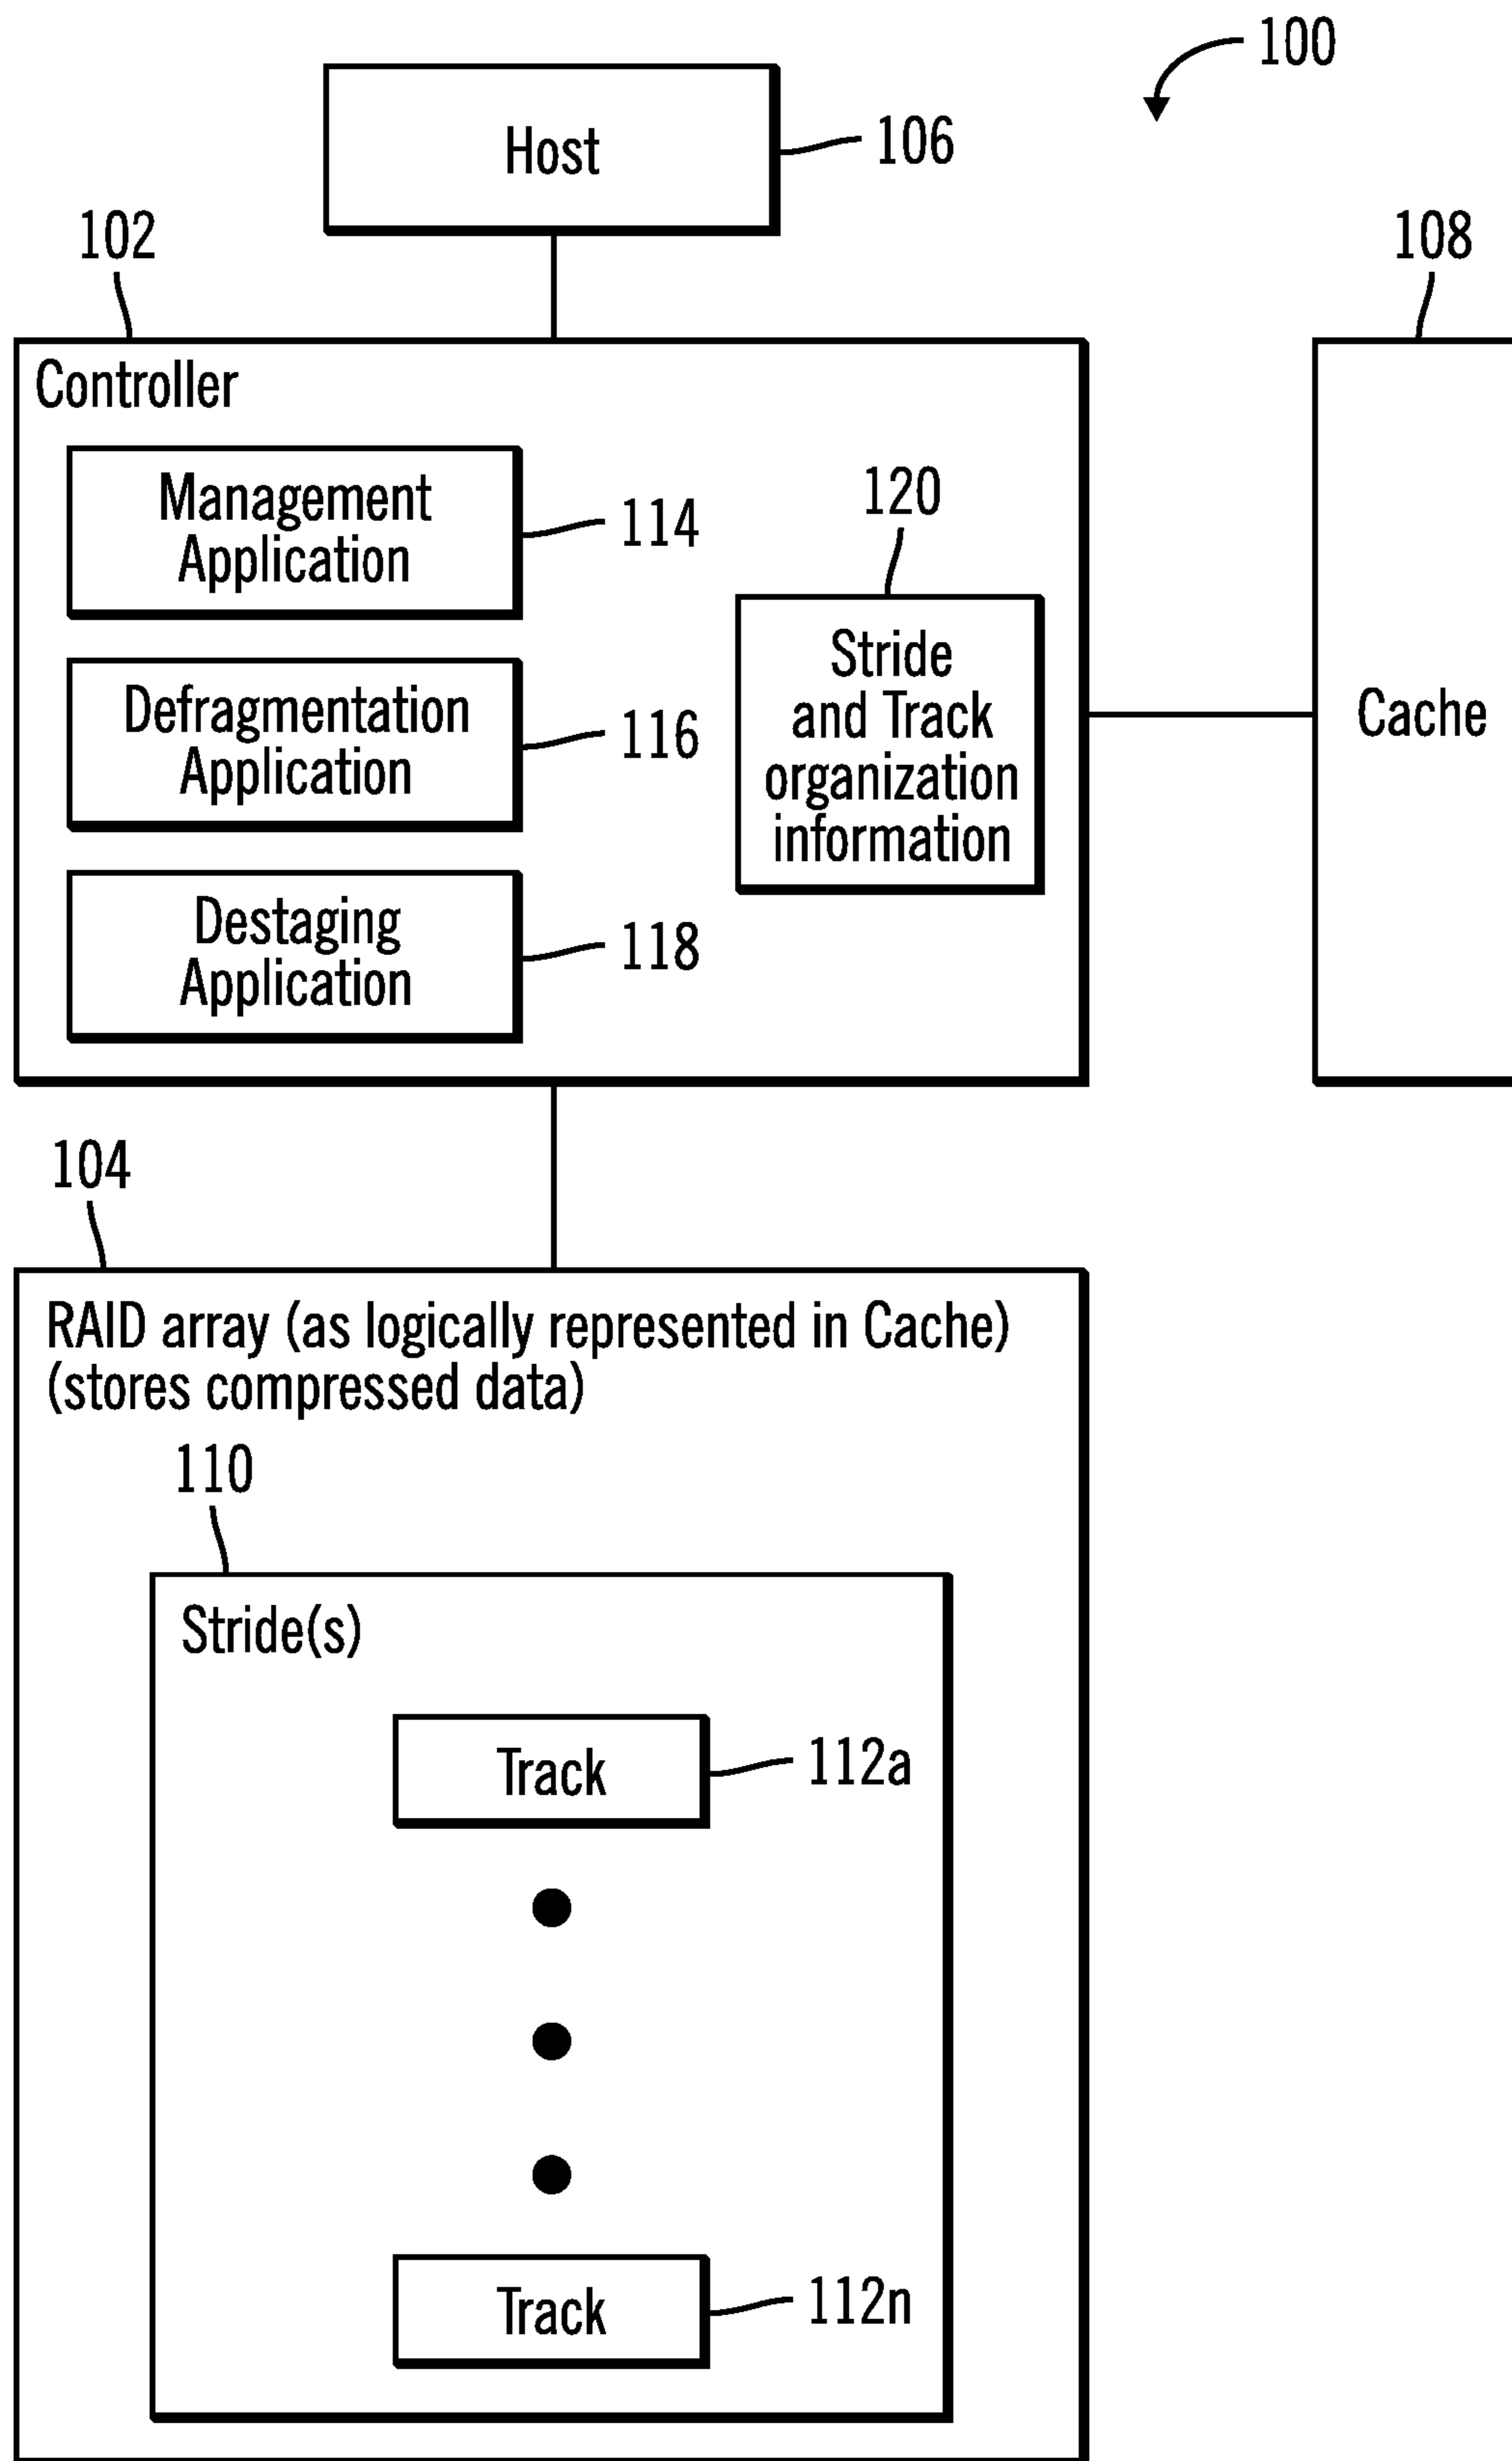 100
Host
106
102
108
Controller
Management
Application
114
120
Defragmentation
Application
116
Stride
and Track
organization
information
Cache
Destaging
Application
118
104
RAID array (as logically represented in Cache)
(stores compressed data)
110
Stride(s)
Track
112a
Track
112n